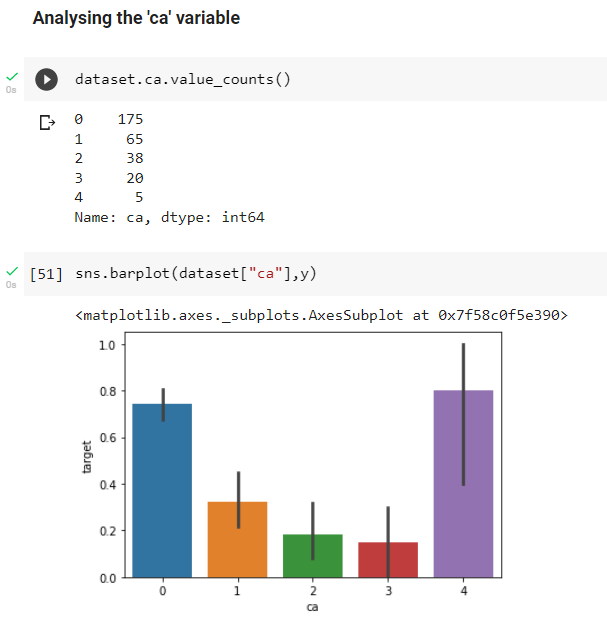 Analysing the 'ca' variable
0s
dataset.ca.value_counts()
0 175
1 65
2 38
3 20
4 5
Name: ca, dtype: int64
0s
[51] sns.barplot(dataset["ca"],y)
<matplotlib.axes._subplots.AxesSubplot at 0x7f58c0f5e390>
1.0
0.8
0.6
0.4
0.2
0.0
target
0 1 2 3 4
ca